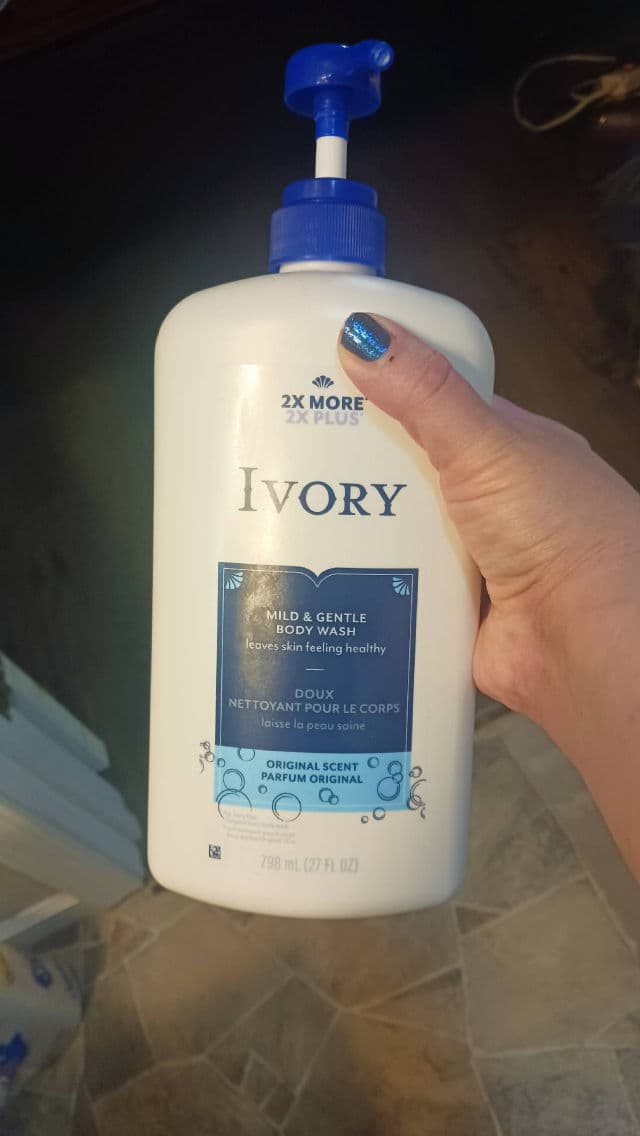 2X MORE*
2X PLUS*
IVORY
MILD & GENTLE
BODY WASH
leaves skin feeling healthy
DOUX
NETTOYANT POUR LE CORPS
laisse la peau saine
ORIGINAL SCENT
PARFUM ORIGINAL
798 mL (27 FL OZ)